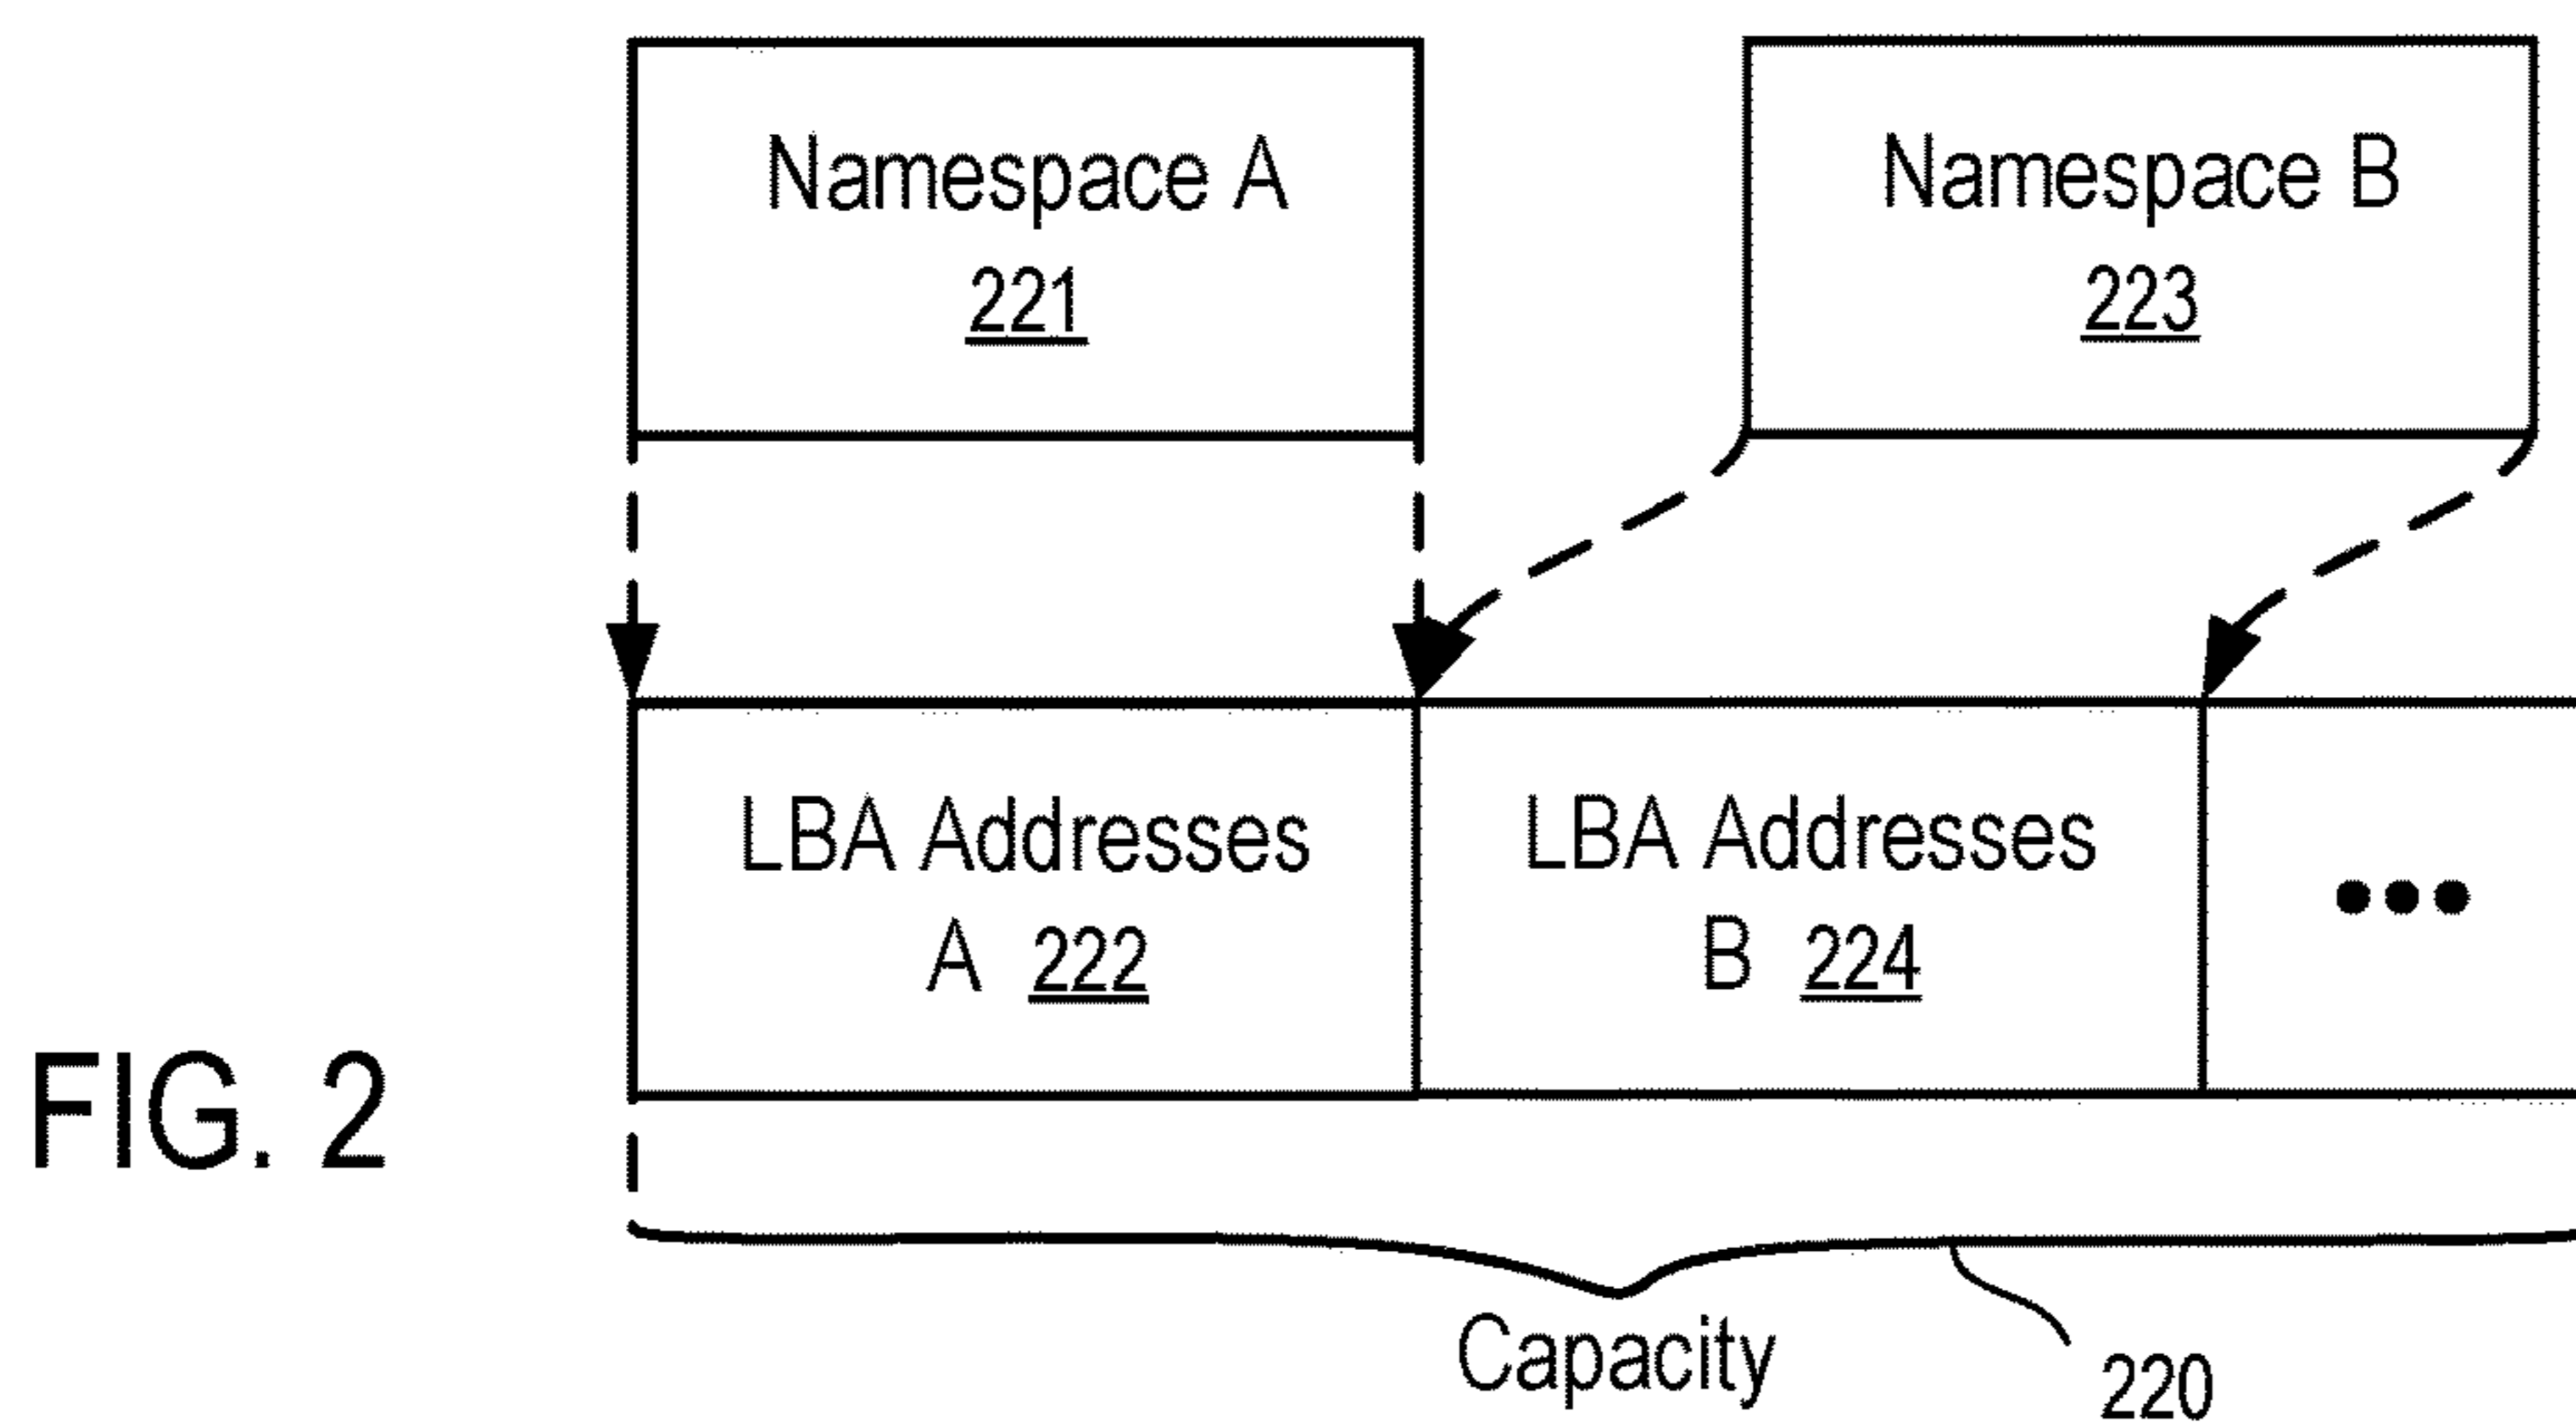 Namespace A
221
Namespace B
223
LBA Addresses
A 222
LBA Addresses
B 224
•••
FIG. 2
Capacity
220